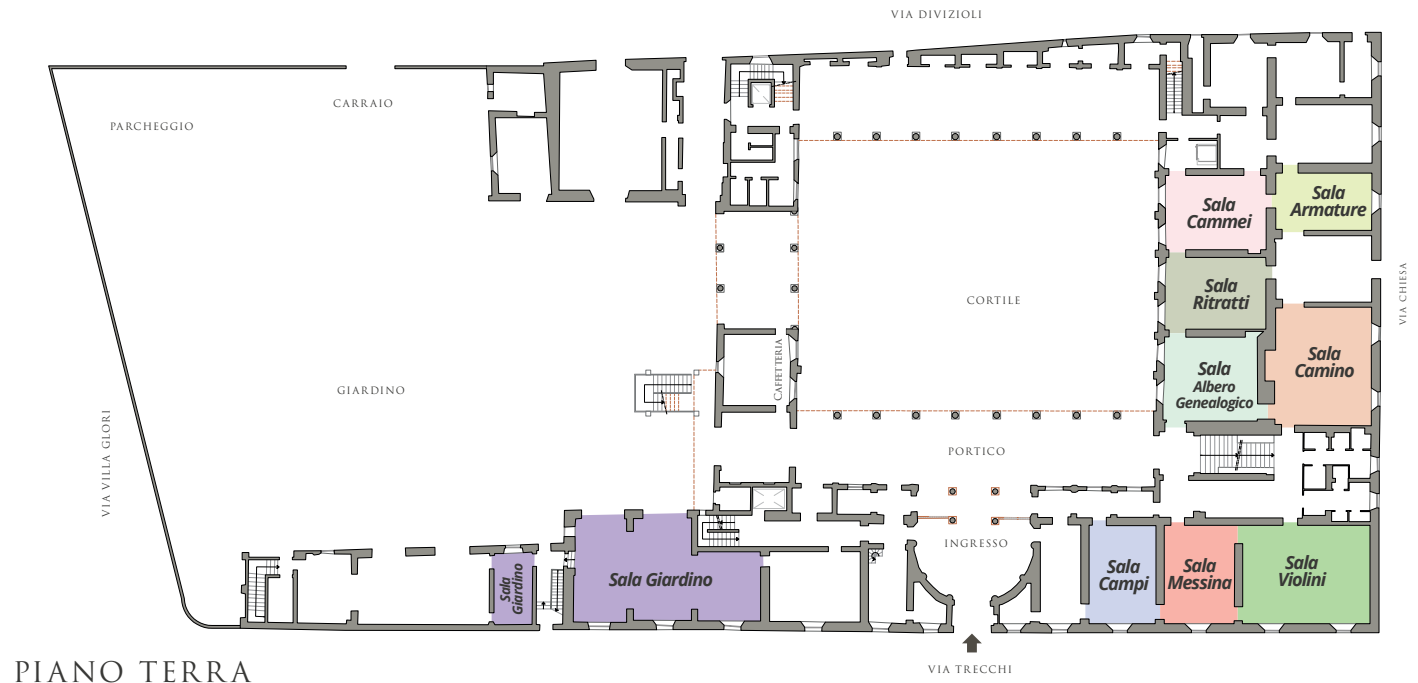 VIA DIVIZIOLI
CARRAIO
PARCHEGGIO
Sala
Cammei
Sala
Armature
VIA CHIESA
Sala
Ritratti
CORTILE
Sala
Camino
CAFFETTERIA
Sala
Albero
Genealogico
GIARDINO
VIA VILLA GLORI
PORTICO
INGRESSO
Sala
Giardino
Sala Giardino
Sala
Campi
Sala
Messina
Sala
Violini
VIA TRECCHI
PIANO TERRA